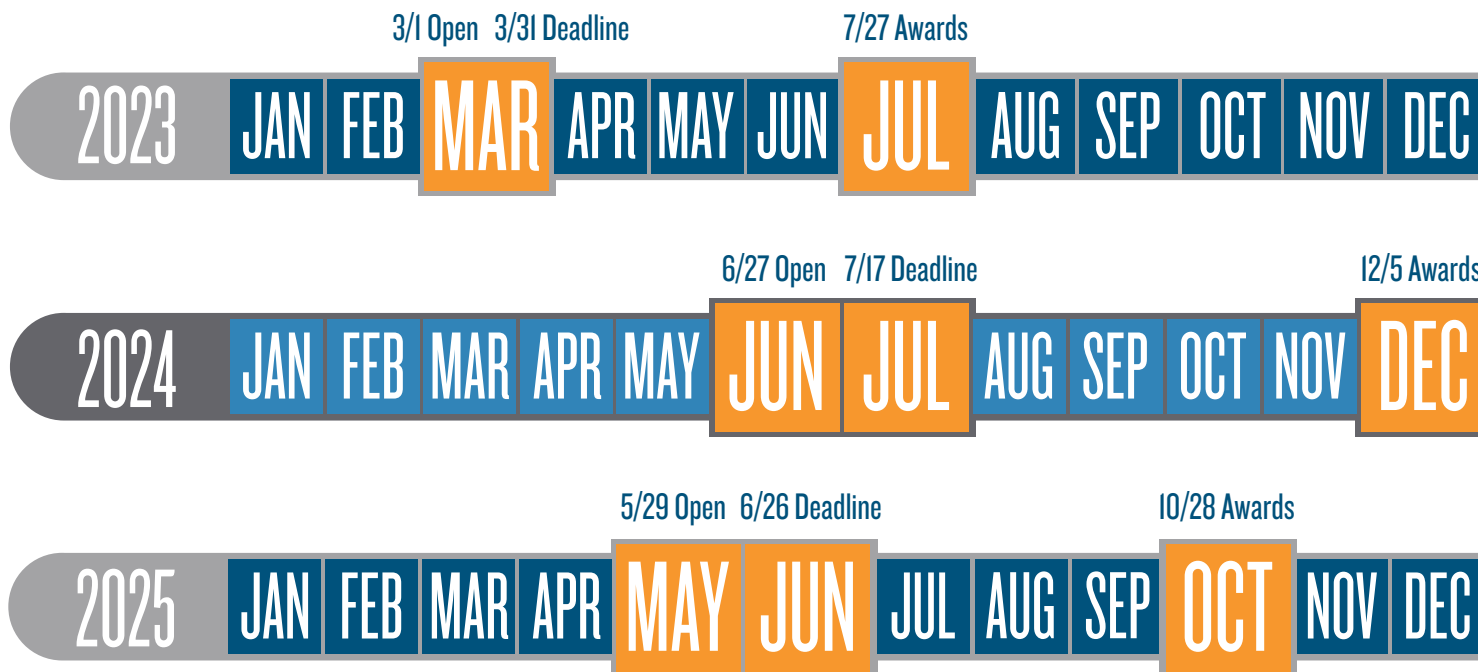 3/1 Open 3/31 Deadline 7/27 Awards
2023 JAN FEB MAR APR MAY JUN JUL AUG SEP OCT NOV DEC
6/27 Open 7/17 Deadline 12/5 Awards
2024 JAN FEB MAR APR MAY JUN JUL AUG SEP OCT NOV DEC
5/29 Open 6/26 Deadline 10/28 Awards
2025 JAN FEB MAR APR MAY JUN JUL AUG SEP OCT NOV DEC